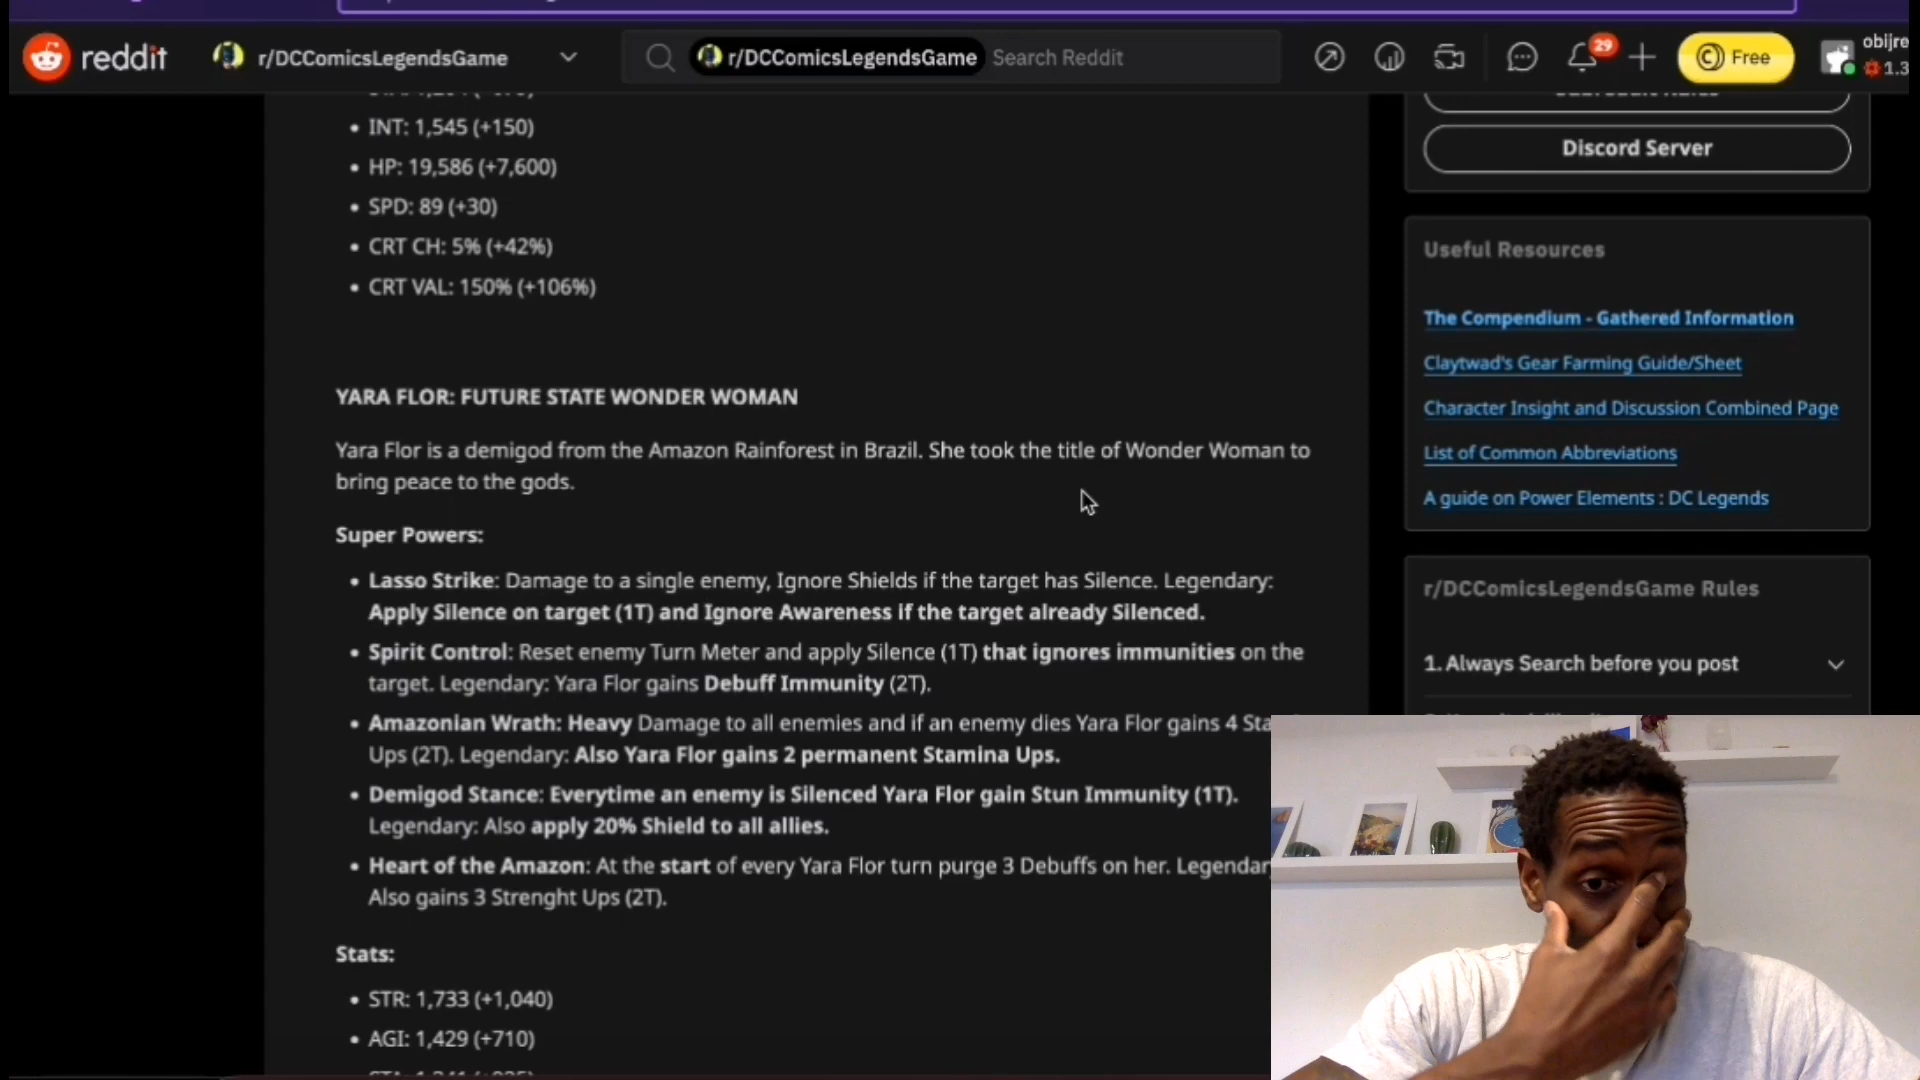 reddit
r/DCComicsLegendsGame
r/DCComicsLegendsGame Search Reddit
29
Free
obijre
1.3
INT: 1,545 (+150)
HP: 19,586 (+7,600)
SPD: 89 (+30)
CRT CH: 5% (+42%)
CRT VAL: 150% (+106%)
YARA FLOR: FUTURE STATE WONDER WOMAN
Yara Flor is a demigod from the Amazon Rainforest in Brazil. She took the title of Wonder Woman to
bring peace to the gods.
Super Powers:
Lasso Strike: Damage to a single enemy, Ignore Shields if the target has Silence. Legendary:
Apply Silence on target (1T) and Ignore Awareness if the target already Silenced.
Spirit Control: Reset enemy Turn Meter and apply Silence (1T) that ignores immunities on the
target. Legendary: Yara Flor gains Debuff Immunity (2T).
Amazonian Wrath: Heavy Damage to all enemies and if an enemy dies Yara Flor gains 4 Sta
Ups (2T). Legendary: Also Yara Flor gains 2 permanent Stamina Ups.
Demigod Stance: Everytime an enemy is Silenced Yara Flor gain Stun Immunity (1T).
Legendary: Also apply 20% Shield to all allies.
Heart of the Amazon: At the start of every Yara Flor turn purge 3 Debuffs on her. Legendar
Also gains 3 Strenght Ups (2T).
Stats:
STR: 1,733 (+1,040)
AGI: 1,429 (+710)
Discord Server
Useful Resources
The Compendium - Gathered Information
Claytwad's Gear Farming Guide/Sheet
Character Insight and Discussion Combined Page
List of Common Abbreviations
A guide on Power Elements : DC Legends
r/DCComicsLegendsGame Rules
1. Always Search before you post